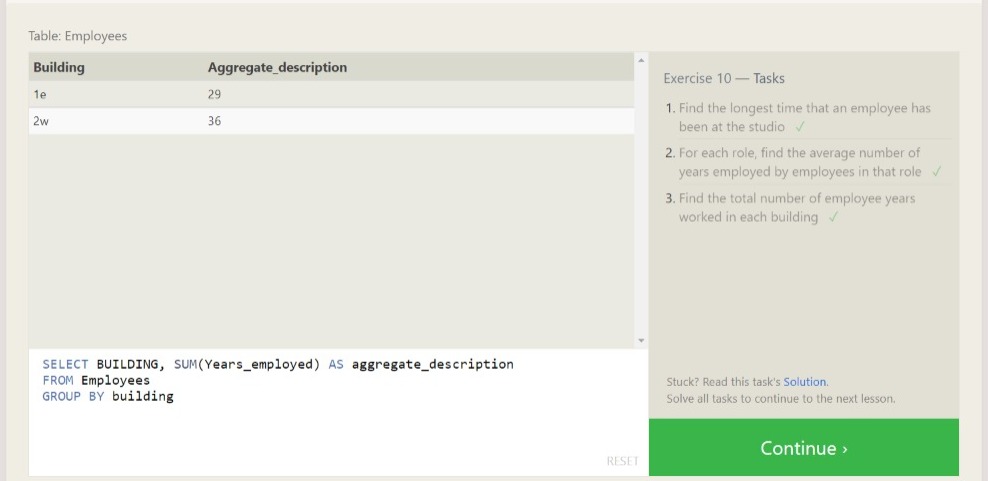 Table: Employees
Building Aggregate_description
1e 29
2w 36
SELECT BUILDING, SUM(Years_employed) AS aggregate_description
FROM Employees
GROUP BY building
RESET
Exercise 10 — Tasks
1. Find the longest time that an employee has
been at the studio ✓
2. For each role, find the average number of
years employed by employees in that role ✓
3. Find the total number of employee years
worked in each building ✓
Stuck? Read this task's Solution.
Solve all tasks to continue to the next lesson.
Continue ›